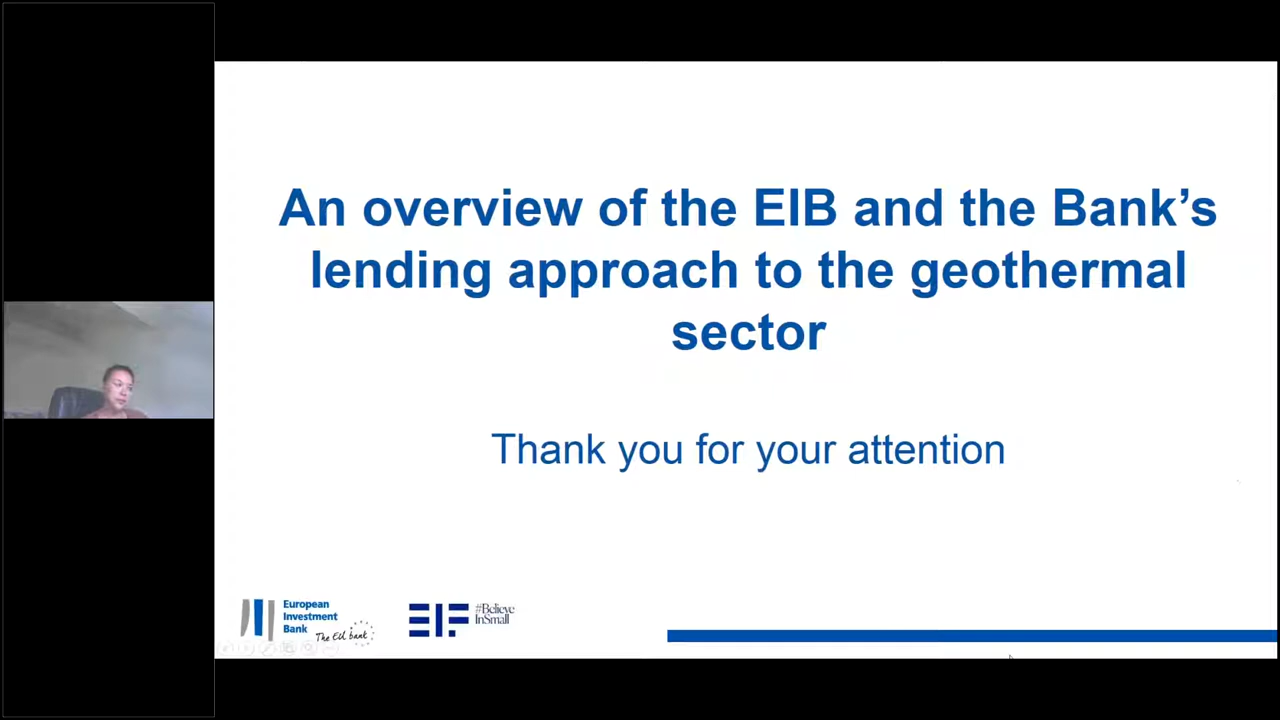 An overview of the EIB and the Bank’s
lending approach to the geothermal
sector
Thank you for your attention
European
Investment
Bank
The EU bank
EIF
#Believe
InSmall